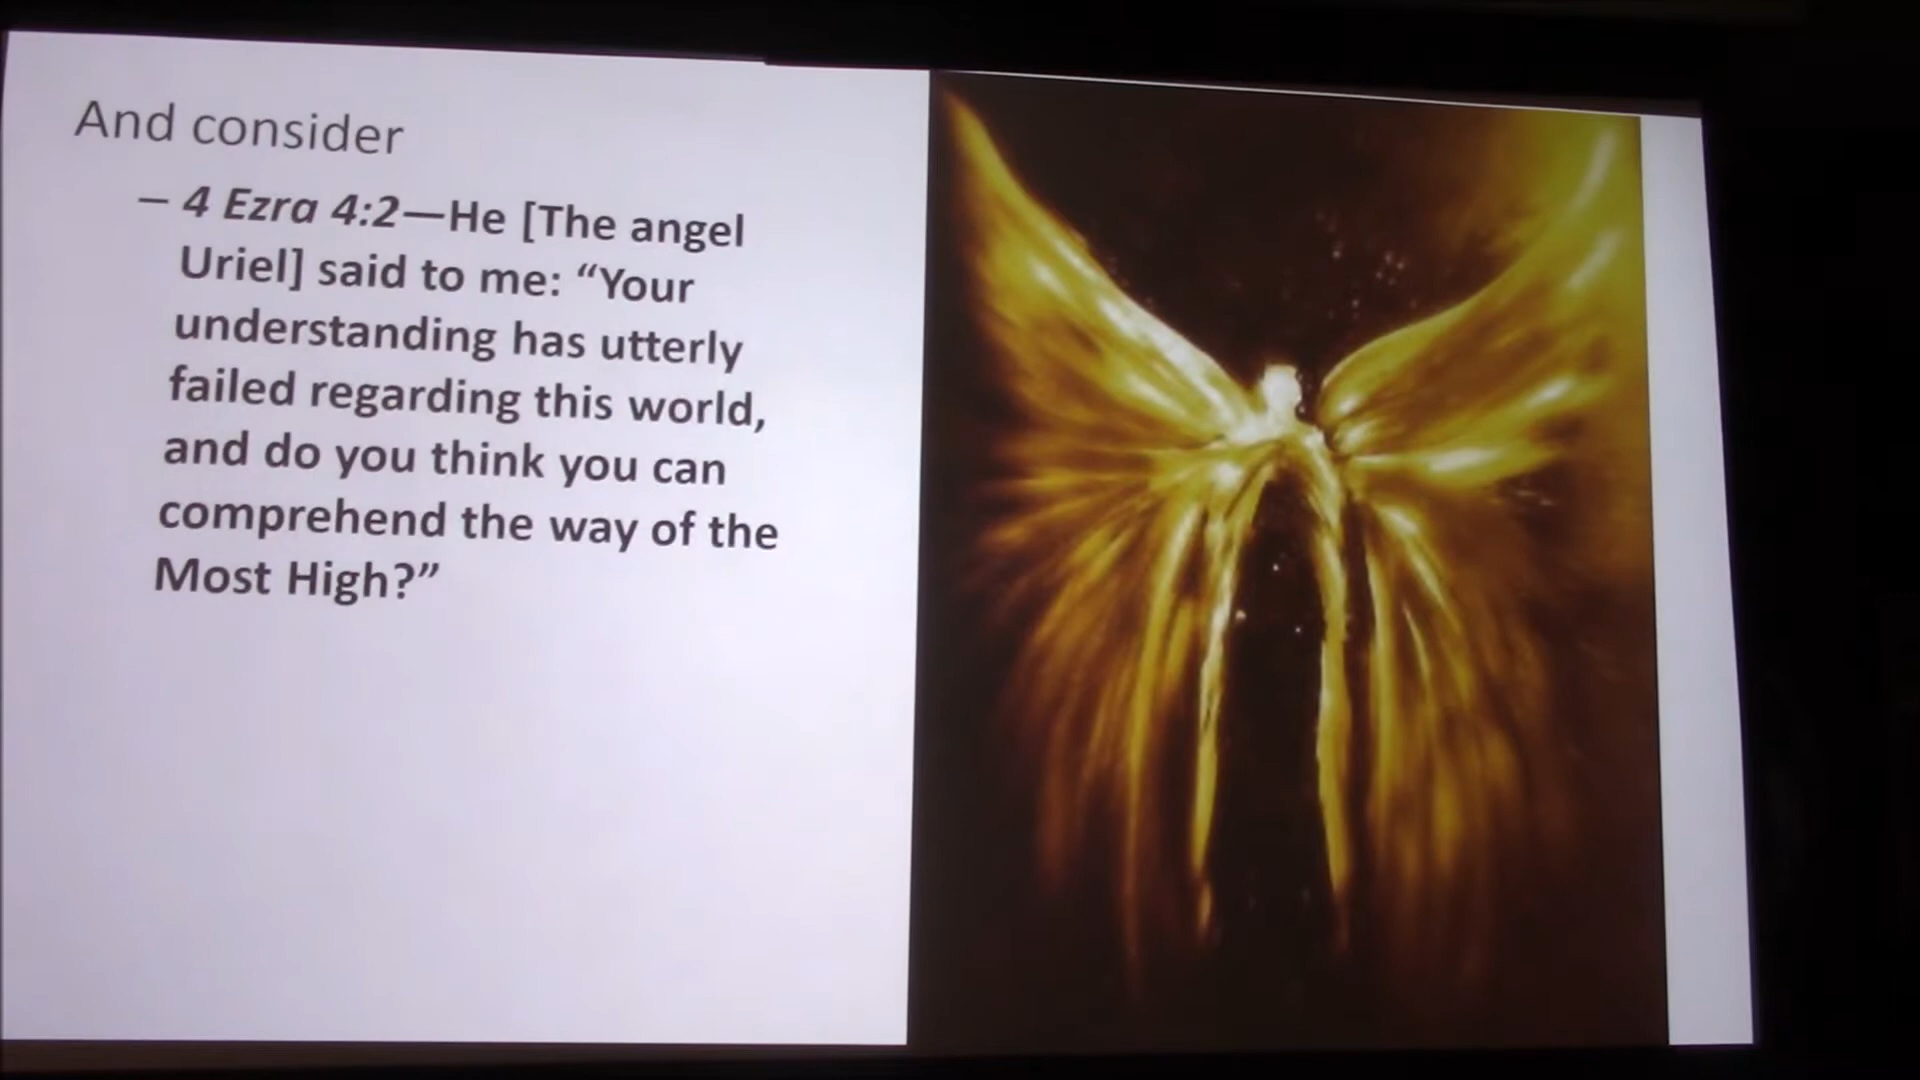 And consider
– 4 Ezra 4:2—He [The angel
Uriel] said to me: “Your
understanding has utterly
failed regarding this world,
and do you think you can
comprehend the way of the
Most High?”